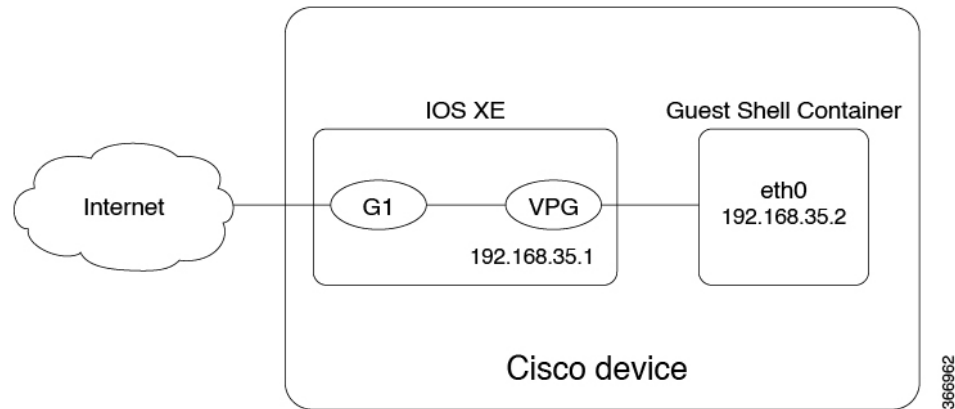 IOS XE
Guest Shell Container
Internet
G1
VPG
eth0
192.168.35.2
192.168.35.1
Cisco device
366962